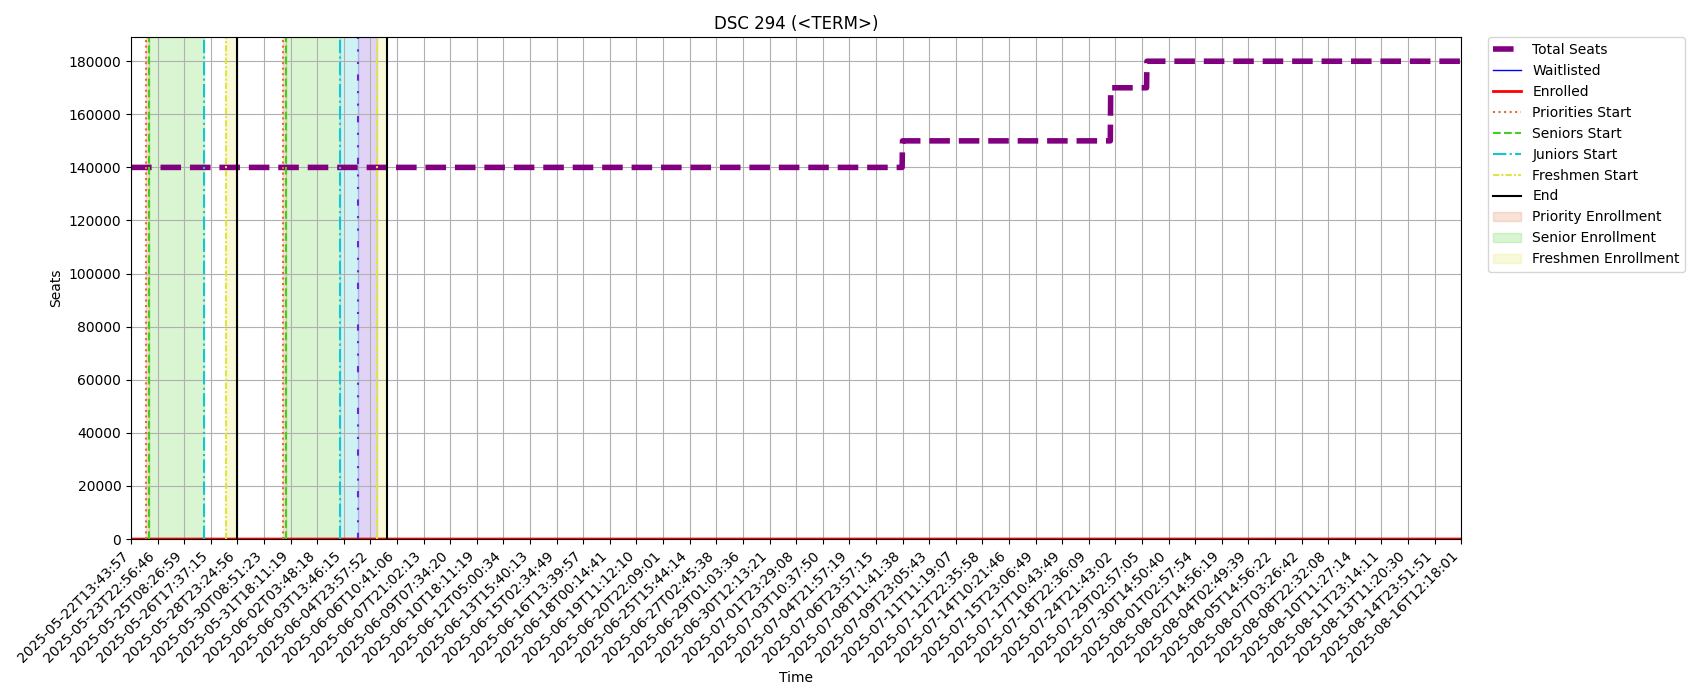 DSC 294 (<TERM>)
Seats
180000
160000
140000
120000
100000
80000
60000
40000
20000
0
Total Seats
Waitlisted
Enrolled
Priorities Start
Seniors Start
Juniors Start
Freshmen Start
End
Priority Enrollment
Senior Enrollment
Freshmen Enrollment
2025-05-22T13:43:57
2025-05-23T22:56:46
2025-05-25T08:26:59
2025-05-26T17:37:15
2025-05-28T23:24:56
2025-05-30T08:51:23
2025-05-31T18:11:19
2025-06-02T03:48:18
2025-06-03T13:46:15
2025-06-04T23:57:52
2025-06-06T10:41:06
2025-06-07T21:02:13
2025-06-09T07:34:20
2025-06-10T18:11:19
2025-06-12T05:00:34
2025-06-13T15:40:13
2025-06-15T02:34:49
2025-06-16T13:39:57
2025-06-18T00:14:41
2025-06-19T11:12:10
2025-06-20T22:09:01
2025-06-25T15:44:14
2025-06-27T02:45:38
2025-06-29T01:03:36
2025-06-30T12:13:21
2025-07-01T23:29:08
2025-07-03T10:37:50
2025-07-04T21:57:19
2025-07-06T23:57:15
2025-07-08T11:41:38
2025-07-09T23:05:43
2025-07-11T11:19:07
2025-07-12T22:35:58
2025-07-14T10:21:46
2025-07-15T23:06:49
2025-07-17T10:43:49
2025-07-18T22:36:09
2025-07-24T21:43:02
2025-07-29T02:57:05
2025-07-30T14:50:40
2025-08-01T02:57:54
2025-08-02T14:56:19
2025-08-04T02:49:39
2025-08-05T14:56:22
2025-08-07T03:26:42
2025-08-08T22:32:08
2025-08-10T11:27:14
2025-08-11T23:14:11
2025-08-13T11:20:30
2025-08-14T23:51:51
2025-08-16T12:18:01
Time